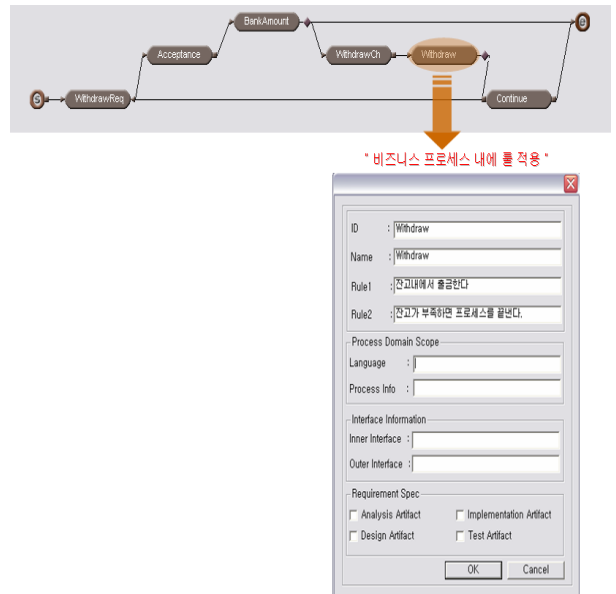 BankAmount
e
Acceptance
WithdrawCh
Withdraw
S
WithdrawReq
Continue
" 비즈니스 프로세스 내에 룰 적용 "
ID : Withdraw
Name : Withdraw
Rule1 : 잔고내에서 출금한다
Rule2 : 잔고가 부족하면 프로세스를 끝낸다.
Process Domain Scope
Language :
Process Info :
Interface Information
Inner Interface :
Outer Interface :
Requirement Spec
Analysis Artifact Implementation Artifact
Design Artifact Test Artifact
OK Cancel